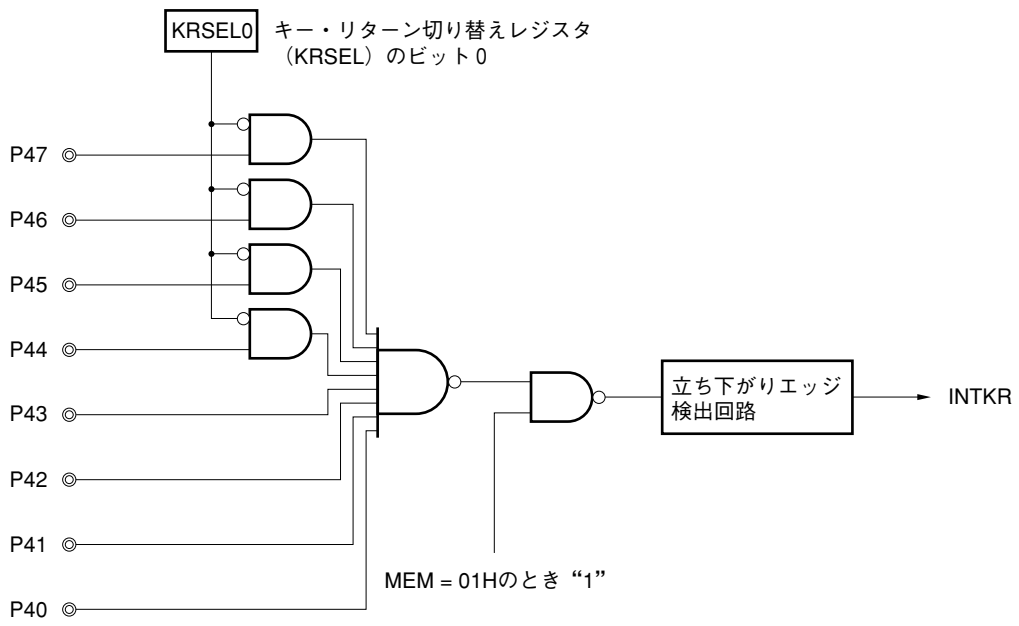 KRSEL0
キー・リターン切り替えレジスタ
（KRSEL）のビット0
P47
P46
P45
P44
P43
P42
P41
P40
立ち下がりエッジ
検出回路
INTKR
MEM = 01Hのとき“1”